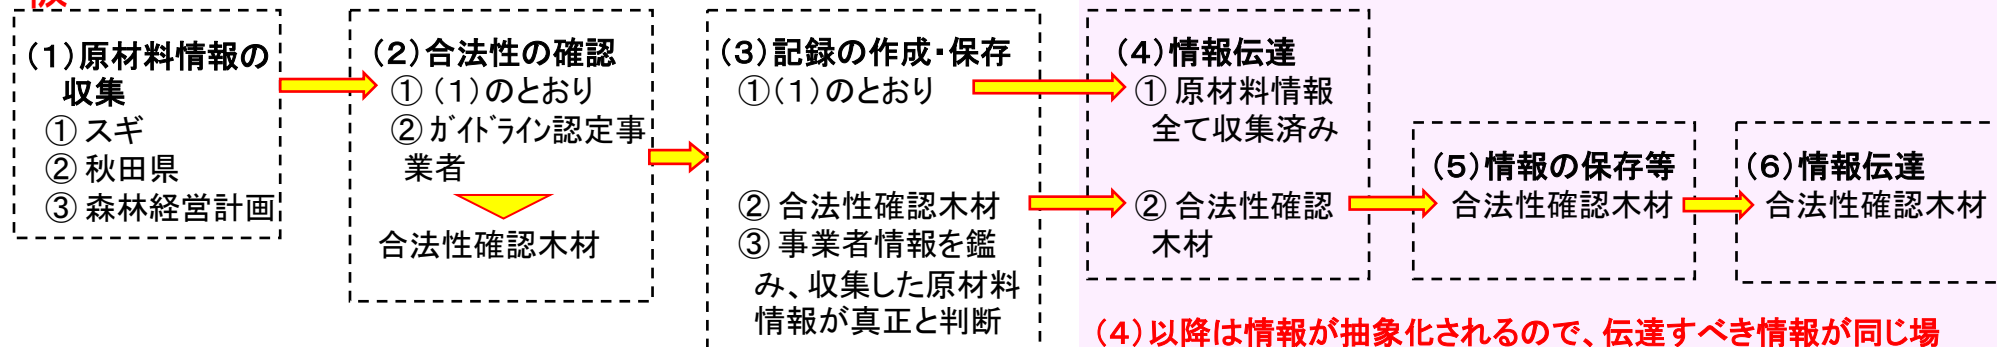 (1)原材料情報の
収集
① スギ
② 秋田県
③ 森林経営計画
(2)合法性の確認
① (1)のとおり
② ｶﾞｲﾄﾞﾗｲﾝ認定事
業者
合法性確認木材
(3)記録の作成・保存
①(1)のとおり
② 合法性確認木材
③ 事業者情報を鑑
み、収集した原材料
情報が真正と判断
(4)情報伝達
① 原材料情報
全て収集済み
② 合法性確認
木材
(5)情報の保存等
合法性確認木材
(6)情報伝達
合法性確認木材
(4)以降は情報が抽象化されるので、伝達すべき情報が同じ場